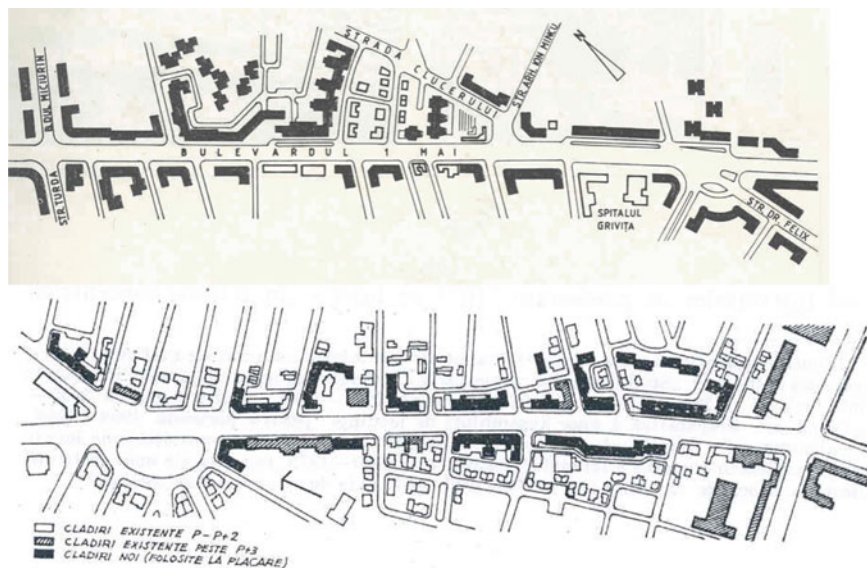 B.DUL MICIURIN
STRADA
CLUCERULUI
STR. ARH. ION MINCU
N
BULEVARDUL 1 MAI
STR. TURDA
SPITALUL
GRIVIȚA
STR. DR. FELIX
CLADIRI EXISTENTE P-P+2
CLADIRI EXISTENTE PESTE P+3
CLADIRI NOI (FOLOSITE LA PLACARE)